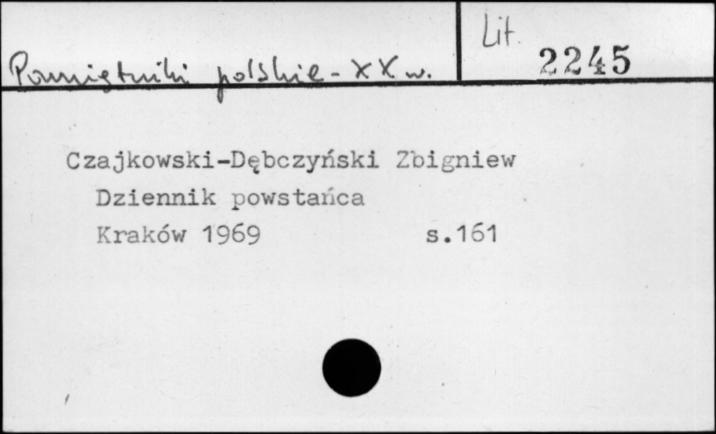 Pamiętniki polskie - XX w.
Lit.
2245
Czajkowski-Dębczyński Zbigniew
Dziennik powstańca
Kraków 1969 s.161